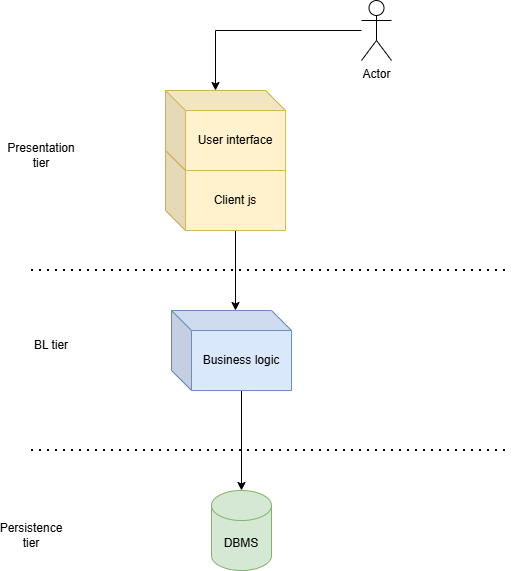 Actor
User interface
Presentation
tier
Client js
BL tier
Business logic
Persistence
tier
DBMS